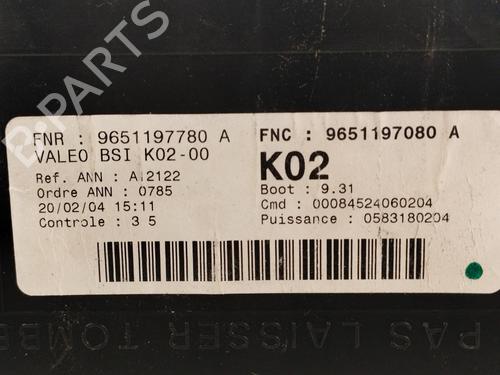 FNR : 9651197780 A
FNC : 9651197080 A
VALEO BSI K02-00
K02
Ref. ANN : A12122
Boot : 9.31
Ordre ANN : 0785
Cmd : 00084524060204
20/02/04 15:11
Puissance : 0583180204
Controle : 3 5
B-PARTS
PAS LAISSER TOMBE